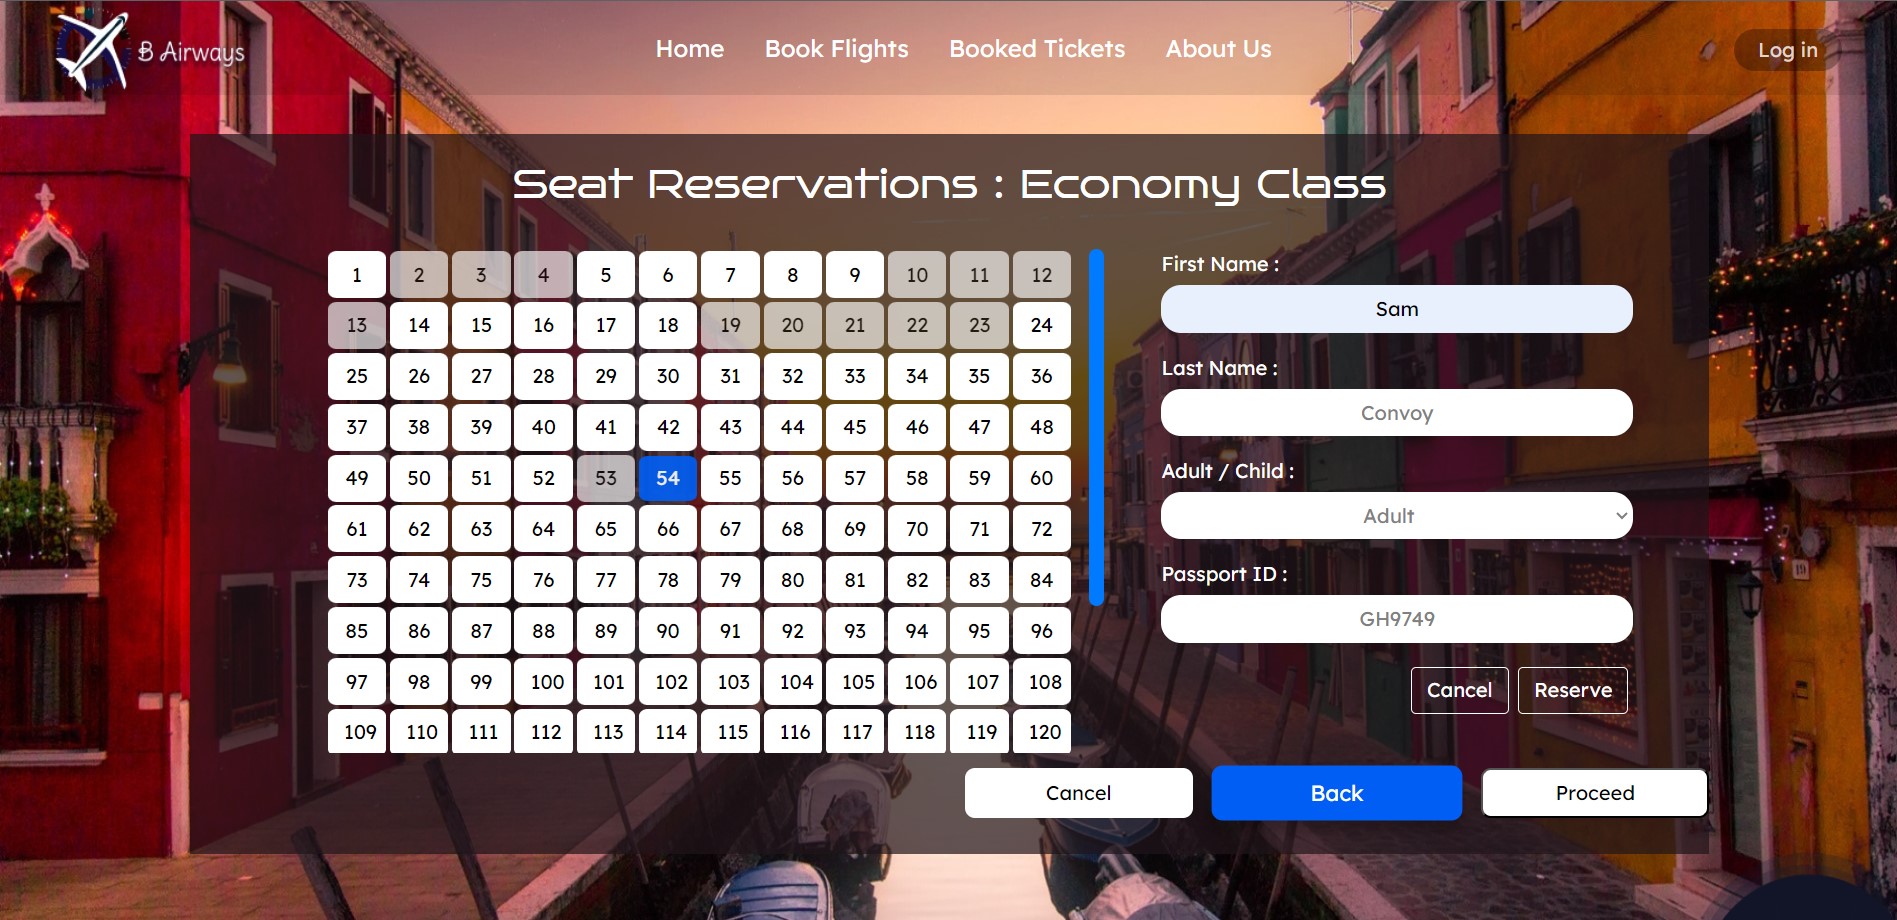 B Airways
Home Book Flights Booked Tickets About Us
Log in
Seat Reservations : Economy Class
1 2 3 4 5 6 7 8 9 10 11 12
13 14 15 16 17 18 19 20 21 22 23 24
25 26 27 28 29 30 31 32 33 34 35 36
37 38 39 40 41 42 43 44 45 46 47 48
49 50 51 52 53 54 55 56 57 58 59 60
61 62 63 64 65 66 67 68 69 70 71 72
73 74 75 76 77 78 79 80 81 82 83 84
85 86 87 88 89 90 91 92 93 94 95 96
97 98 99 100 101 102 103 104 105 106 107 108
109 110 111 112 113 114 115 116 117 118 119 120
First Name :
Sam
Last Name :
Convoy
Adult / Child :
Adult
Passport ID :
GH9749
Cancel Reserve
Cancel Back Proceed
19